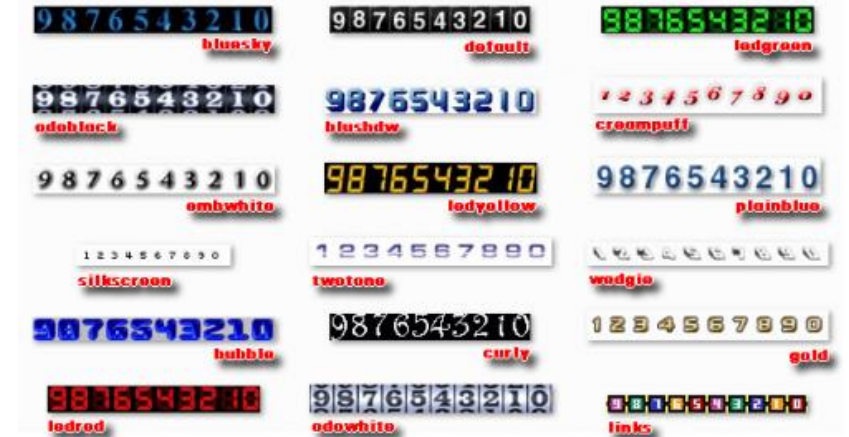 9876543210 9876543210 9876543210
bluesky default ledgreen
9876543210 9876543210 1234567890
odoblack blushdw creampuff
9876543210 9876543210 9876543210
embwhite ledyellow plainblue
1234567890 1234567890
silkscreen twotone wedgie
9876543210 9876543210 1234567890
bubble curly gold
9876543210 9876543210 9876543210
ledred odowhite links